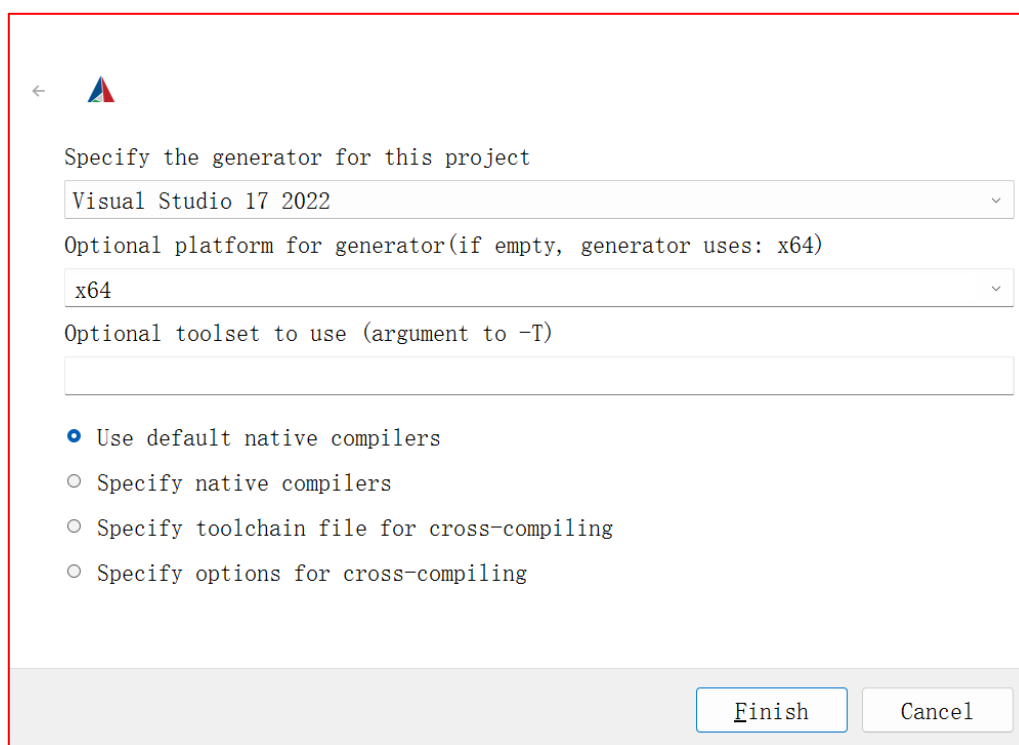 Specify the generator for this project
Visual Studio 17 2022
Optional platform for generator(if empty, generator uses: x64)
x64
Optional toolset to use (argument to -T)
Use default native compilers
Specify native compilers
Specify toolchain file for cross-compiling
Specify options for cross-compiling
Finish
Cancel